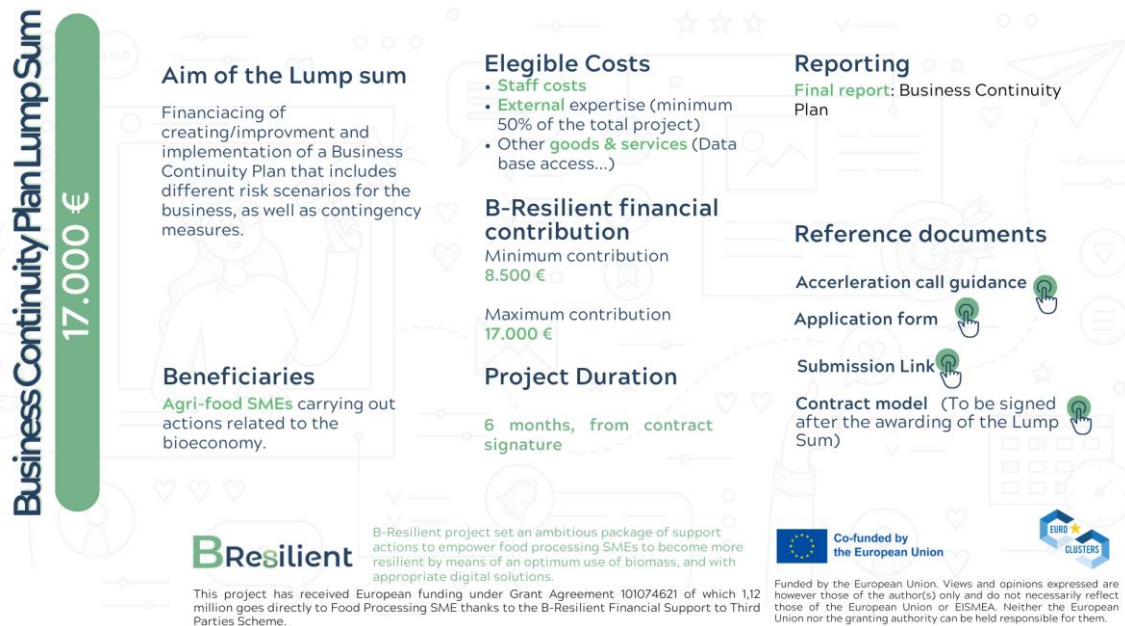 Business Continuity Plan Lump Sum
17.000 €
Aim of the Lump sum
Financiacing of
creating/improvment and
implementation of a Business
Continuity Plan that includes
different risk scenarios for the
business, as well as contingency
measures.
Beneficiaries
Agri-food SMEs carrying out
actions related to the
bioeconomy.
Elegible Costs
• Staff costs
• External expertise (minimum
50% of the total project)
• Other goods & services (Data
base access...)
B-Resilient financial
contribution
Minimum contribution
8.500 €
Maximum contribution
17.000 €
Project Duration
6 months, from contract
signature
Reporting
Final report: Business Continuity
Plan
Reference documents
Accerleration call guidance
Application form
Submission Link
Contract model (To be signed
after the awarding of the Lump
Sum)
BResilient
B-Resilient project set an ambitious package of support
actions to empower food processing SMEs to become more
resilient by means of an optimum use of biomass, and with
appropriate digital solutions.
This project has received European funding under Grant Agreement 101074621 of which 1,12
million goes directly to Food Processing SME thanks to the B-Resilient Financial Support to Third
Parties Scheme.
Co-funded by
the European Union
EURO
CLUSTERS
Funded by the European Union. Views and opinions expressed are
however those of the author(s) only and do not necessarily reflect
those of the European Union or EISMEA. Neither the European
Union nor the granting authority can be held responsible for them.